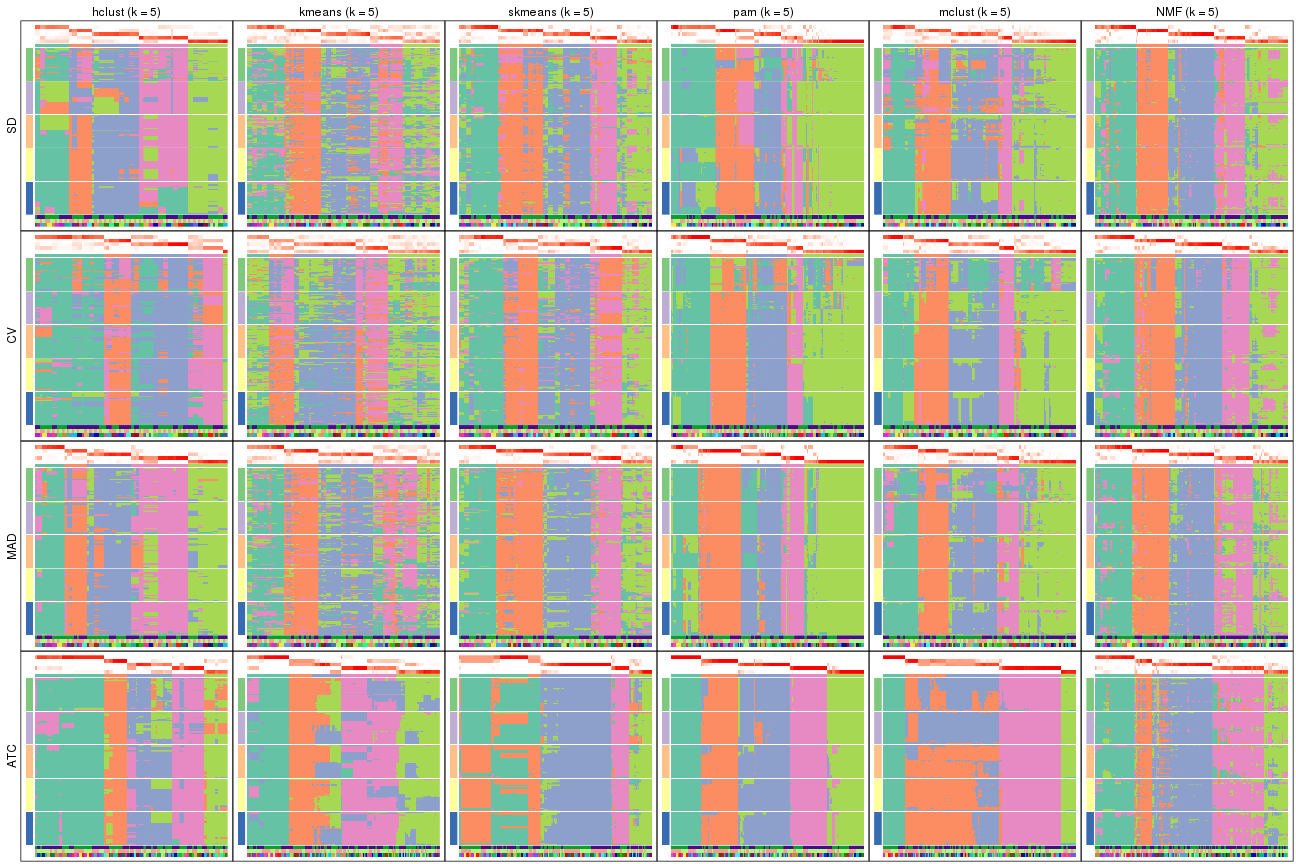 hclust (k = 5) kmeans (k = 5) skmeans (k = 5) pam (k = 5) mclust (k = 5) NMF (k = 5)
SD
CV
MAD
ATC